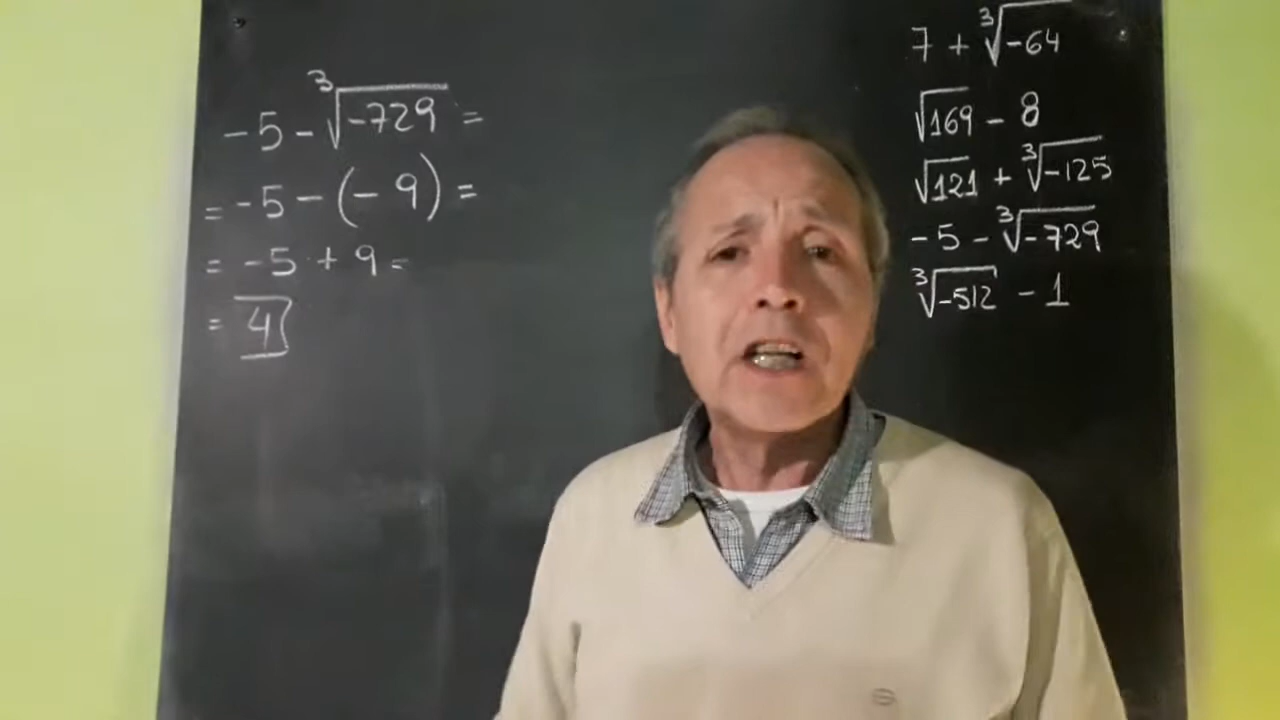 -5 - ∛-729 =
= -5 - (-9) =
= -5 + 9 =
= 4
7 + ∛-64
√169 - 8
√121 + ∛-125
-5 - ∛-729
∛-512 - 1